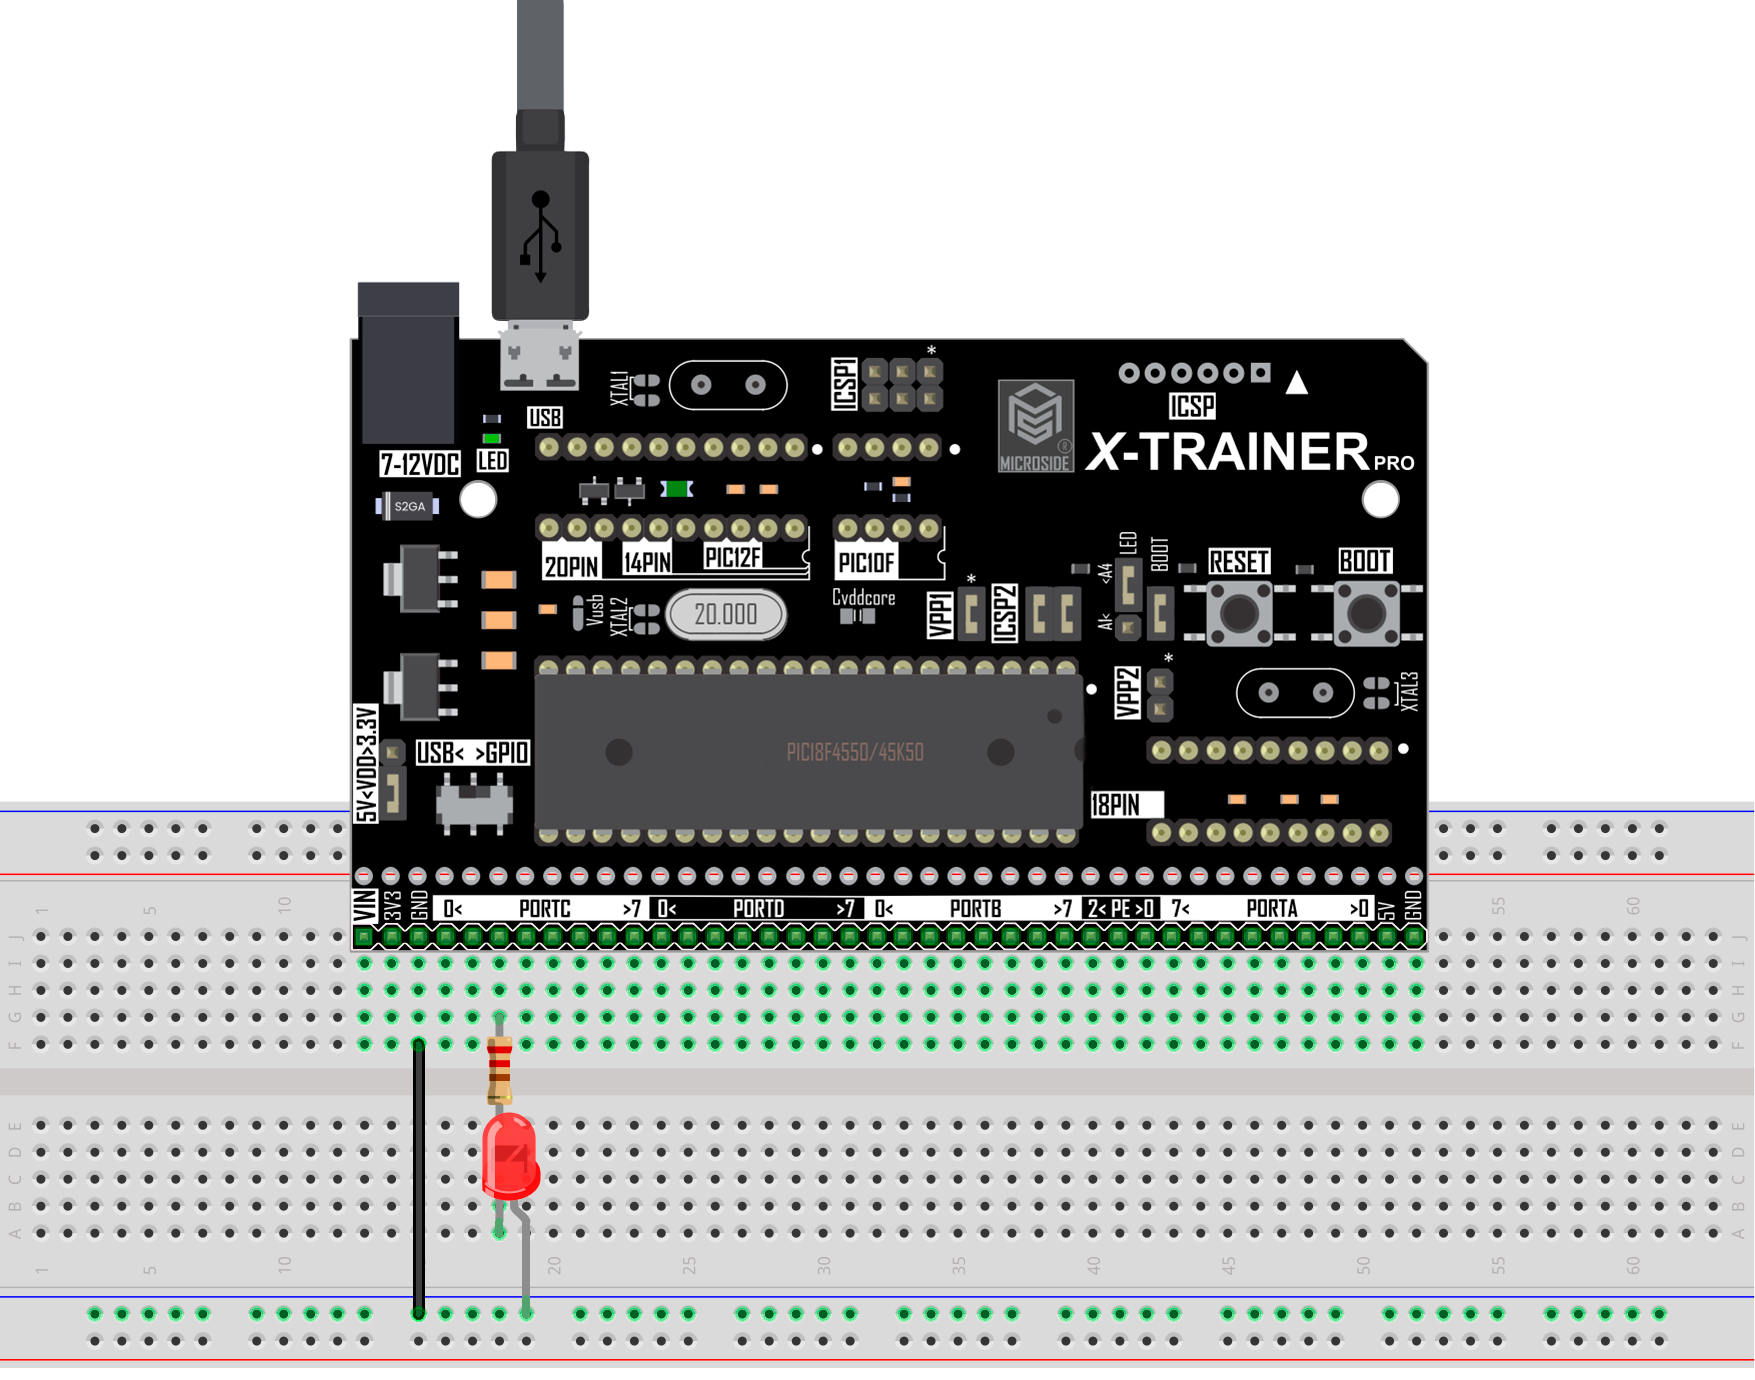 XTAL1
ICSP1
*
USB
ICSP
MICROSIDE
®
X-TRAINER PRO
7-12VDC
LED
S2GA
20PIN
14PIN
PIC12F
PIC10F
LED
<A4
BOOT
A1<
RESET
BOOT
Vusb
XTAL2
20.000
Cvddcore
VPP1
*
ICSP2
VPP2
*
XTAL3
5V<VDD>3.3V
USB< >GPIO
PIC18F4550/45K50
18PIN
VIN
3V3
GND
0< PORTC >7
0< PORTD >7
0< PORTB >7
2< PE >0
7< PORTA >0
5V
GND
1 5 10 55 60
J J
I I
H H
G G
F F
E E
D D
C C
B B
A A
1 5 10 20 25 30 35 40 45 50 55 60